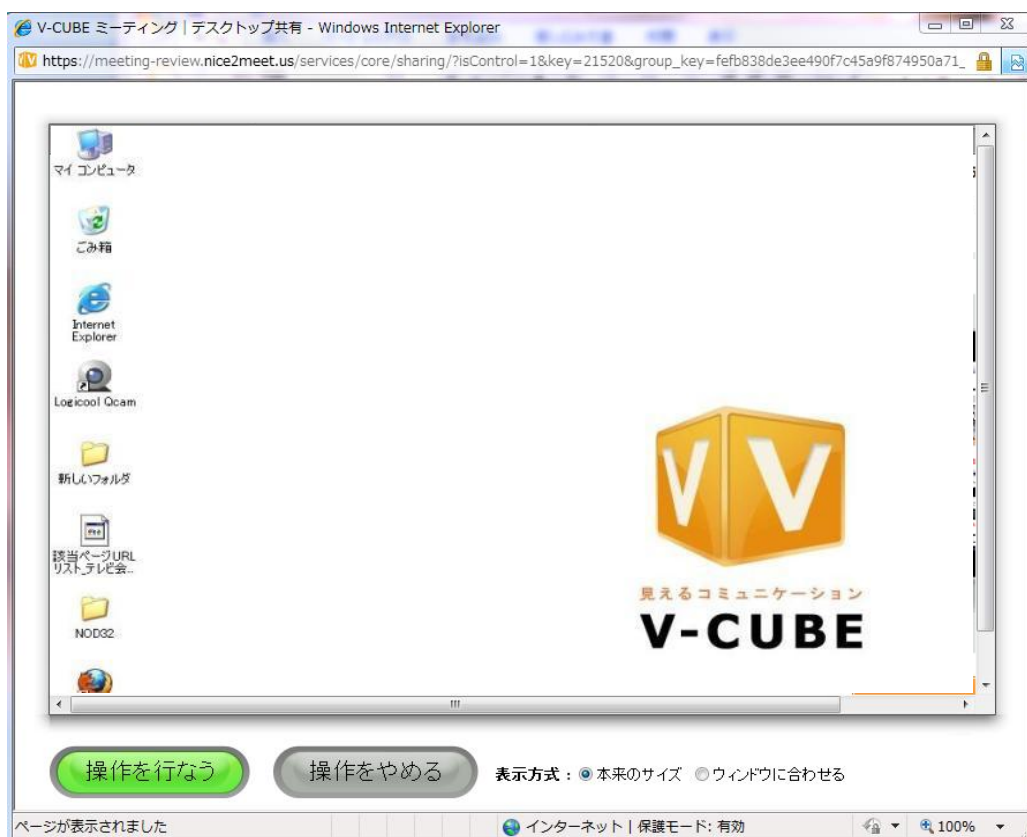 V-CUBE ミーティング | デスクトップ共有 - Windows Internet Explorer
https://meeting-review.nice2meet.us/services/core/sharing/?isControl=1&key=21520&group_key=fefb838de3ee490f7c45a9f874950a71_
マイ コンピュータ
ごみ箱
Internet
Explorer
Logicool Qcam
新しいフォルダ
該当ページURL
リスト_テレビ会...
NOD32
V V
見えるコミュニケーション
V-CUBE
操作を行なう
操作をやめる
表示方式 : 本来のサイズ ウィンドウに合わせる
ページが表示されました
インターネット | 保護モード: 有効
100%